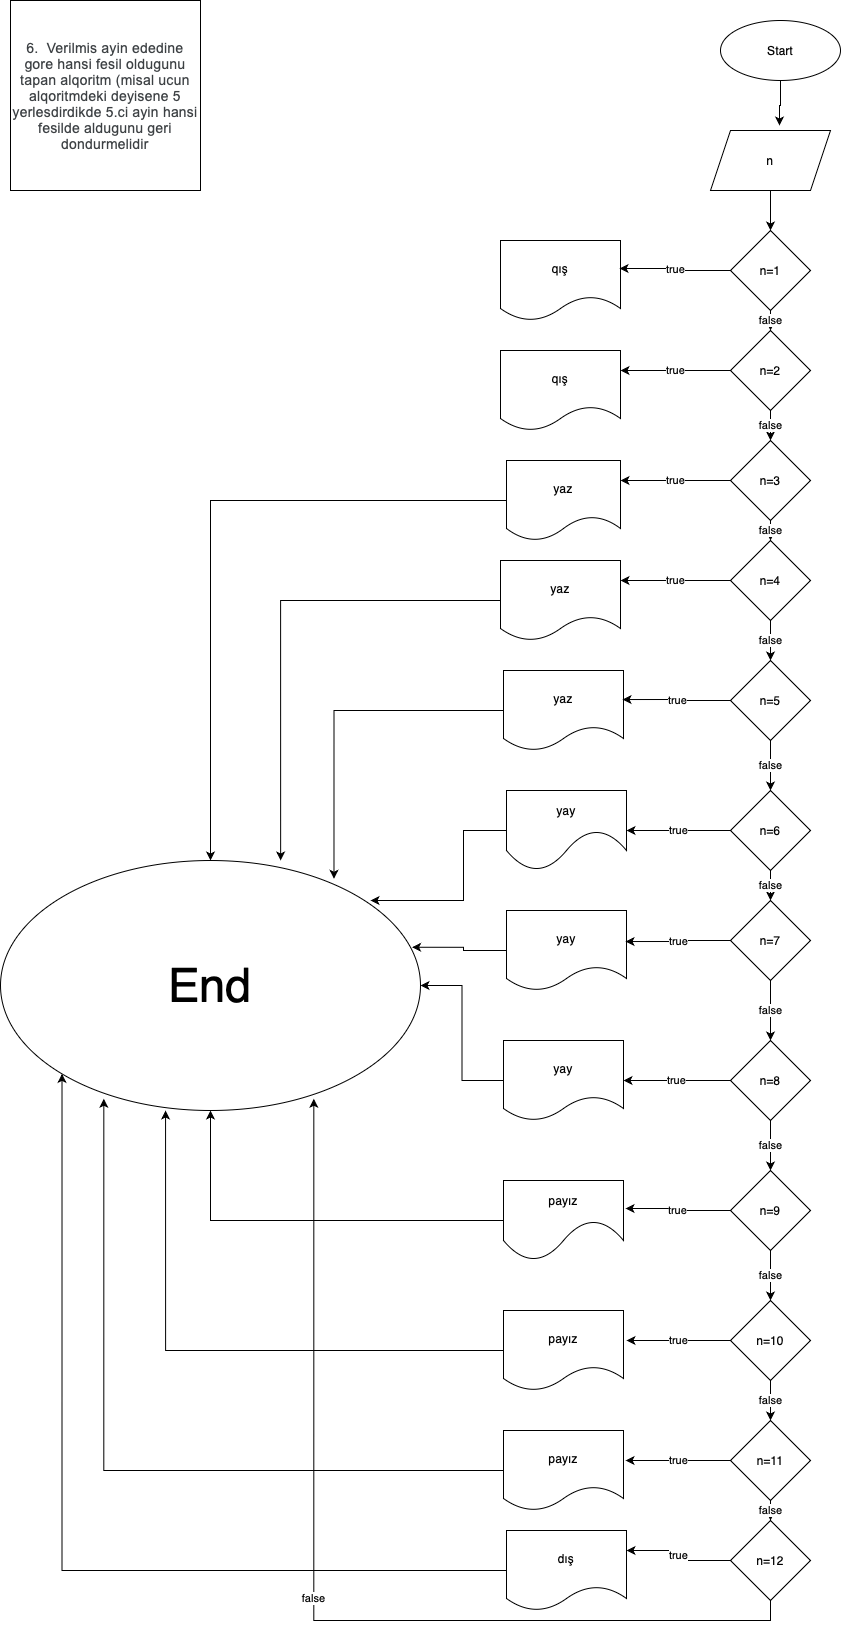 6. Verilmis ayin ededine
gore hansi fesil oldugunu
tapan alqoritm (misal ucun
alqoritmdeki deyisene 5
yerlesdirdikde 5.ci ayin hansi
fesilde aldugunu geri
dondurmelidir
Start
n
qış
true
n=1
false
qış
true
n=2
false
yaz
true
n=3
false
yaz
true
n=4
false
yaz
true
n=5
false
yay
true
n=6
false
End
yay
true
n=7
false
yay
true
n=8
false
payız
true
n=9
false
payız
true
n=10
false
payız
true
n=11
false
dış
true
n=12
false